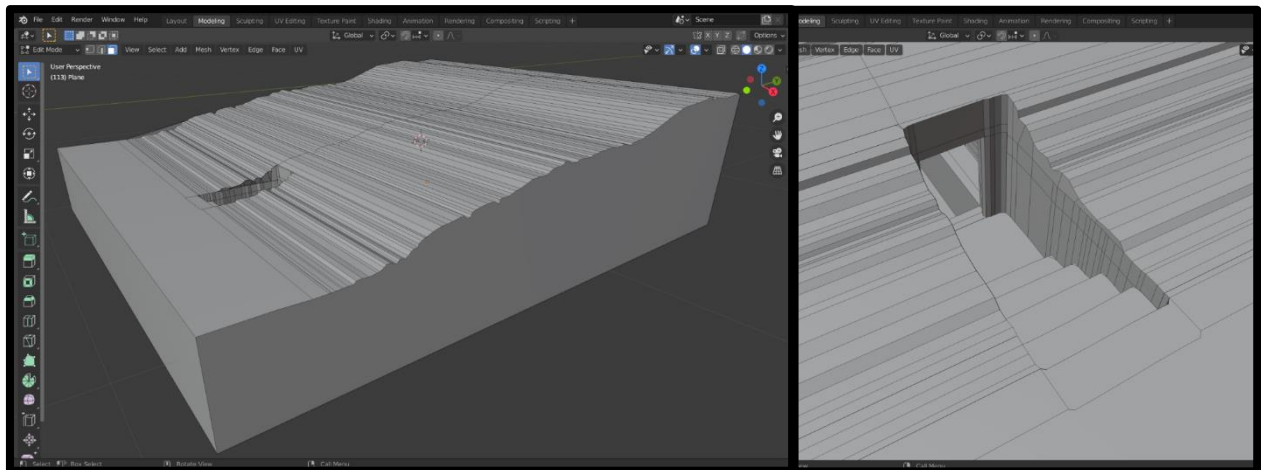 File Edit Render Window Help Layout Modeling Sculpting UV Editing Texture Paint Shading Animation Rendering Compositing Scripting + Scene
Global X Y Z Options
Edit Mode View Select Add Mesh Vertex Edge Face UV
User Perspective
(113) Plane
Z
Y
X
Select Box Select Rotate View Call Menu
Modeling Sculpting UV Editing Texture Paint Shading Animation Rendering Compositing Scripting +
Global
Vertex Edge Face UV
Call Menu